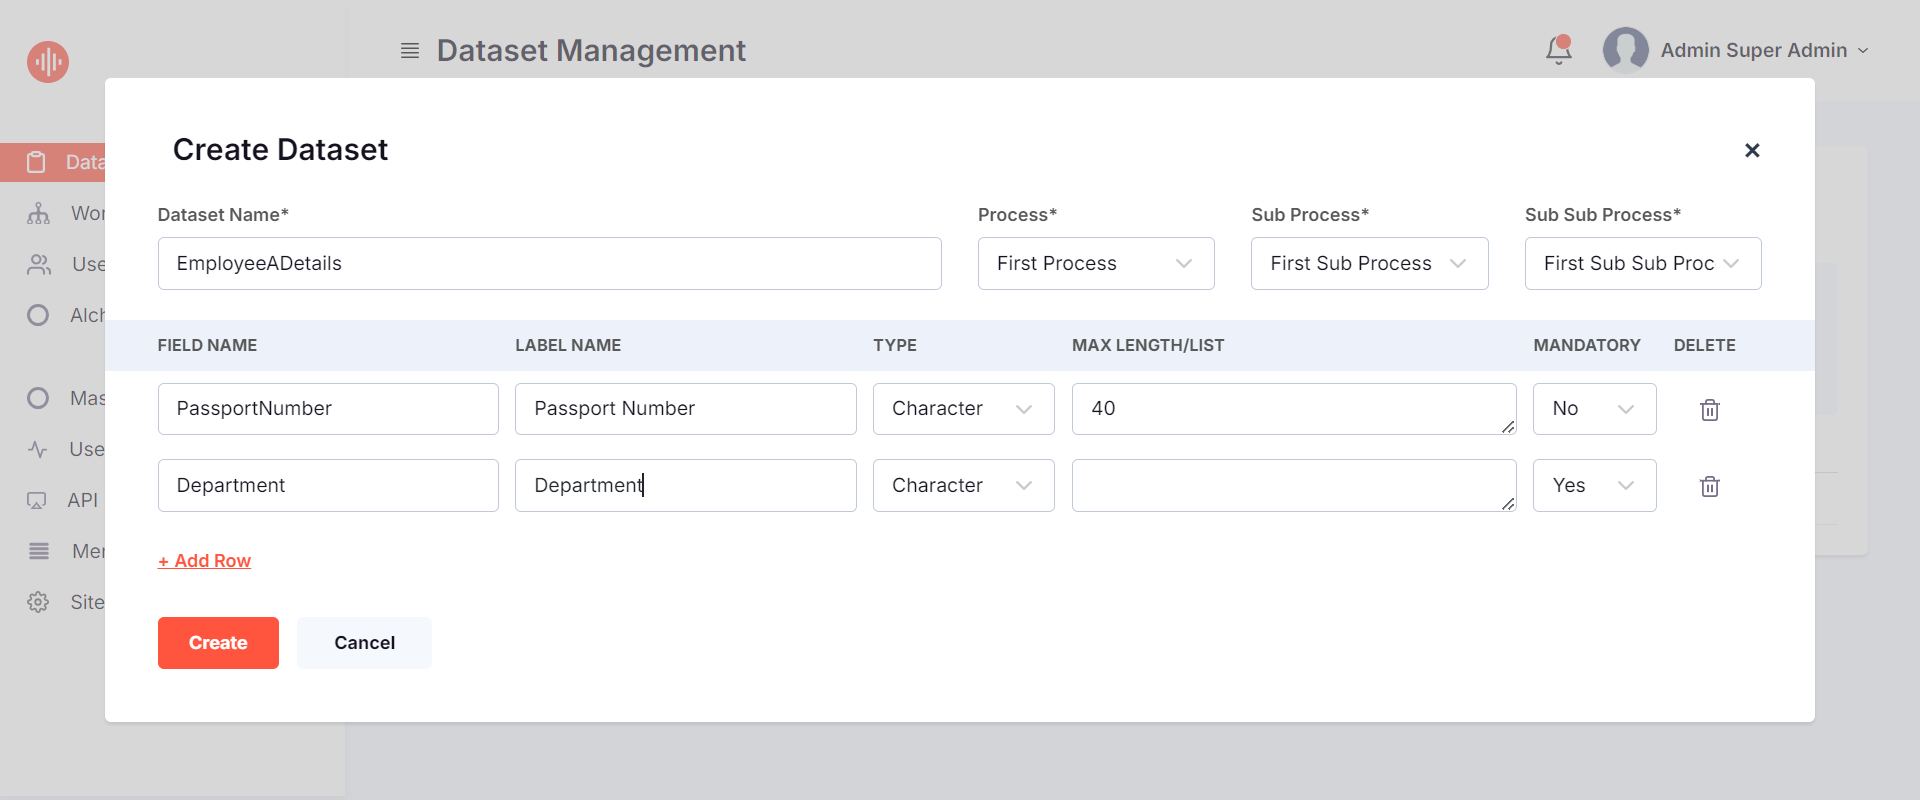 Dataset Management
Admin Super Admin
Create Dataset
Dataset Name*
Process*
Sub Process*
Sub Sub Process*
EmployeeADetails
First Process
First Sub Process
First Sub Sub Proc
FIELD NAME
LABEL NAME
TYPE
MAX LENGTH/LIST
MANDATORY
DELETE
PassportNumber
Passport Number
Character
40
No
Department
Department
Character
Yes
+ Add Row
Create
Cancel
Data
Wor
Use
Alch
Mas
Use
API
Mer
Site